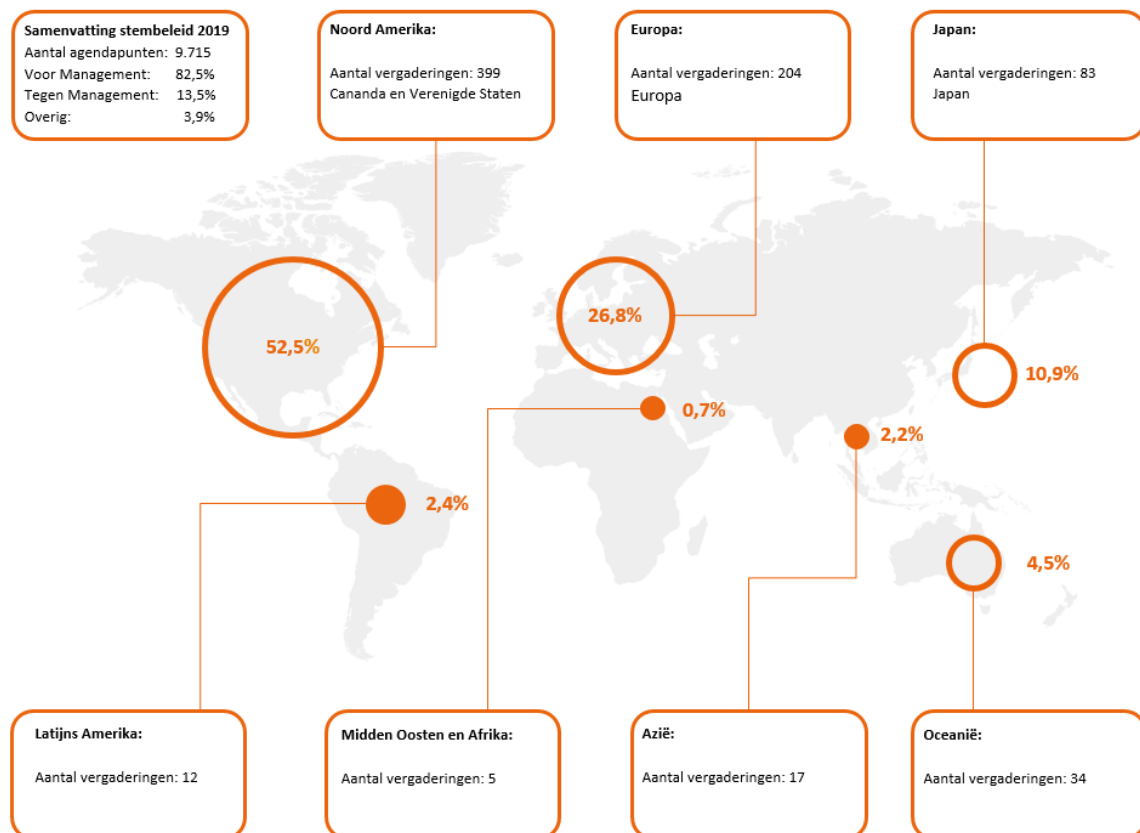 Samenvatting stembeleid 2019
Aantal agendapunten: 9.715
Voor Management: 82,5%
Tegen Management: 13,5%
Overig: 3,9%
Noord Amerika:
Aantal vergaderingen: 399
Cananda en Verenigde Staten
Europa:
Aantal vergaderingen: 204
Europa
Japan:
Aantal vergaderingen: 83
Japan
52,5%
26,8%
10,9%
0,7%
2,2%
2,4%
4,5%
Latijns Amerika:
Aantal vergaderingen: 12
Midden Oosten en Afrika:
Aantal vergaderingen: 5
Azië:
Aantal vergaderingen: 17
Oceanië:
Aantal vergaderingen: 34